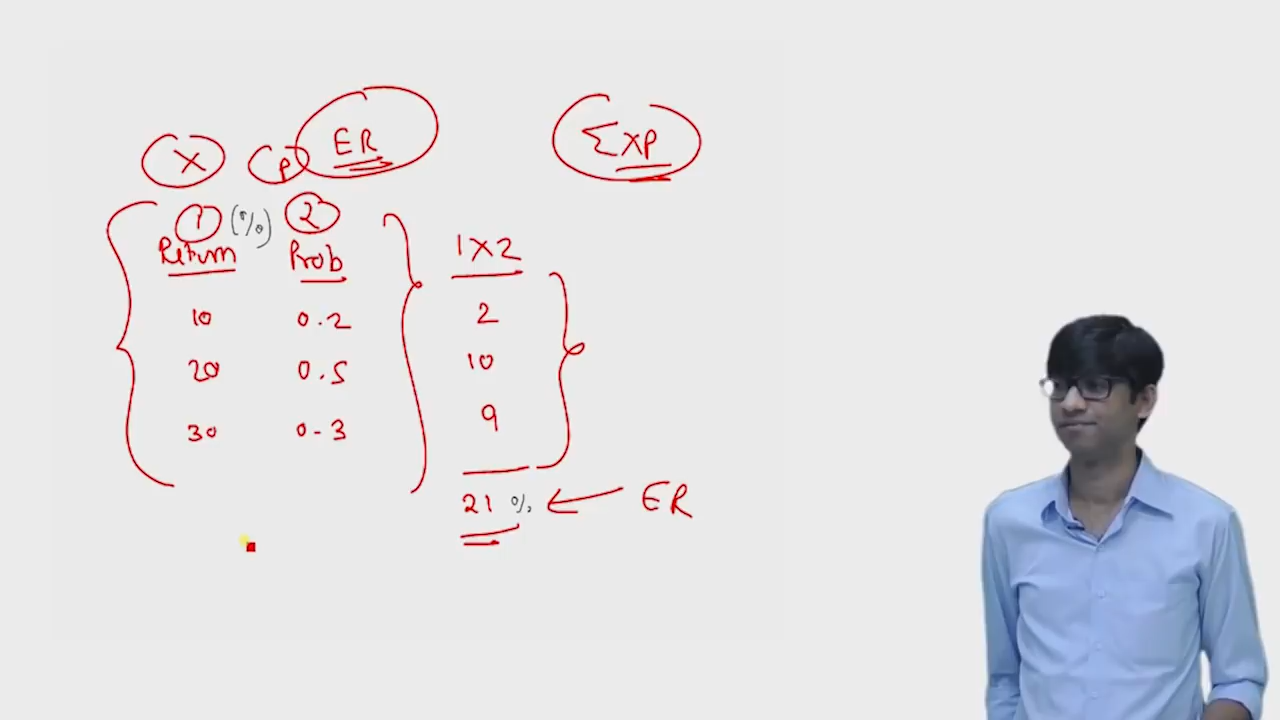 ER ΣXP
X P
① (%) ②
Return Prob 1X2
10 0.2 2
20 0.5 10
30 0.3 9
21 % ← ER